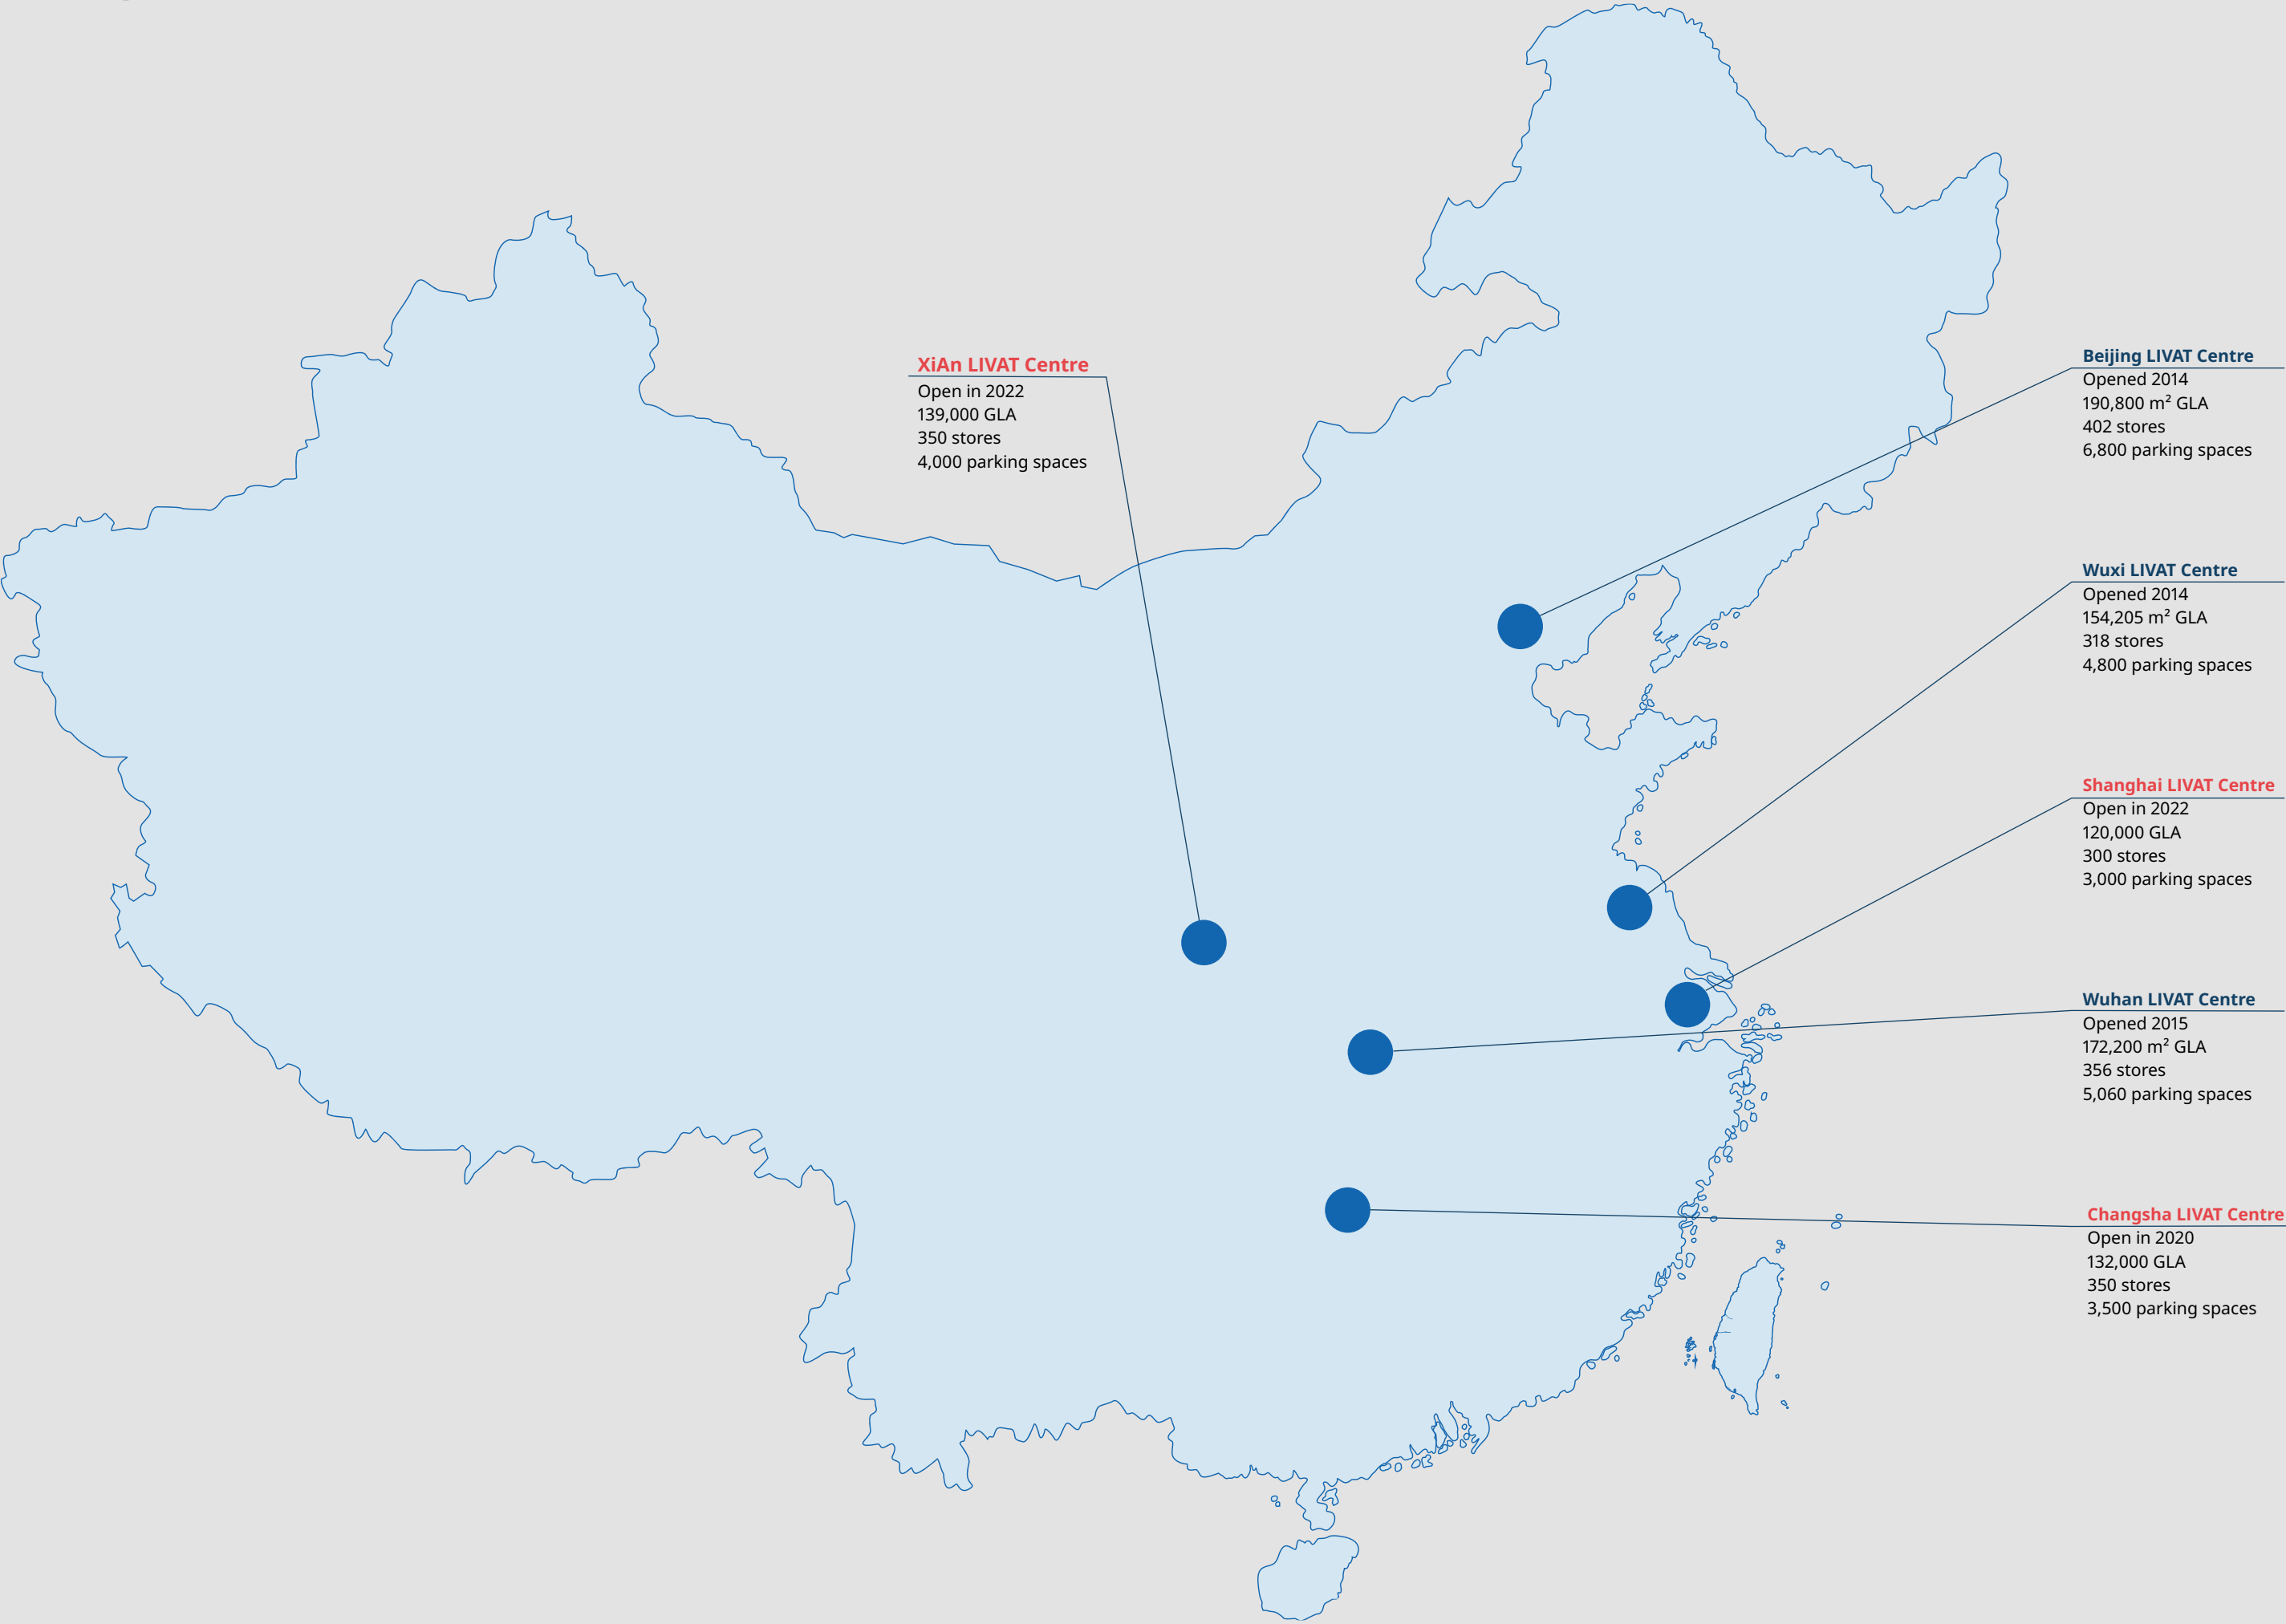 XiAn LIVAT Centre
Open in 2022
139,000 GLA
350 stores
4,000 parking spaces
Beijing LIVAT Centre
Opened 2014
190,800 m² GLA
402 stores
6,800 parking spaces
Wuxi LIVAT Centre
Opened 2014
154,205 m² GLA
318 stores
4,800 parking spaces
Shanghai LIVAT Centre
Open in 2022
120,000 GLA
300 stores
3,000 parking spaces
Wuhan LIVAT Centre
Opened 2015
172,200 m² GLA
356 stores
5,060 parking spaces
Changsha LIVAT Centre
Open in 2020
132,000 GLA
350 stores
3,500 parking spaces